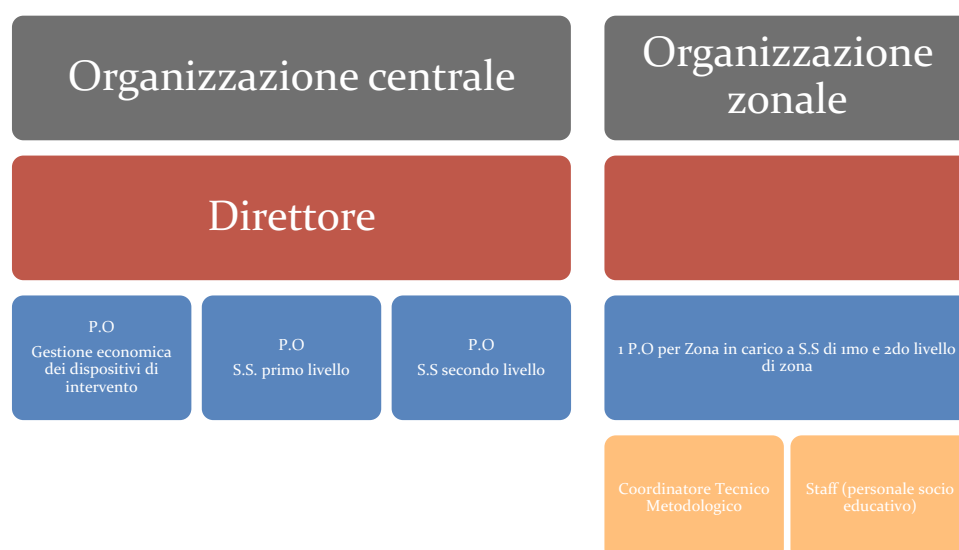 Organizzazione centrale
Direttore
P.O
Gestione economica
dei dispositivi di
intervento
P.O
S.S. primo livello
P.O
S.S secondo livello
Organizzazione
zonale
1 P.O per Zona in carico a S.S di 1mo e 2do livello
di zona
Coordinatore Tecnico
Metodologico
Staff (personale socio
educativo)